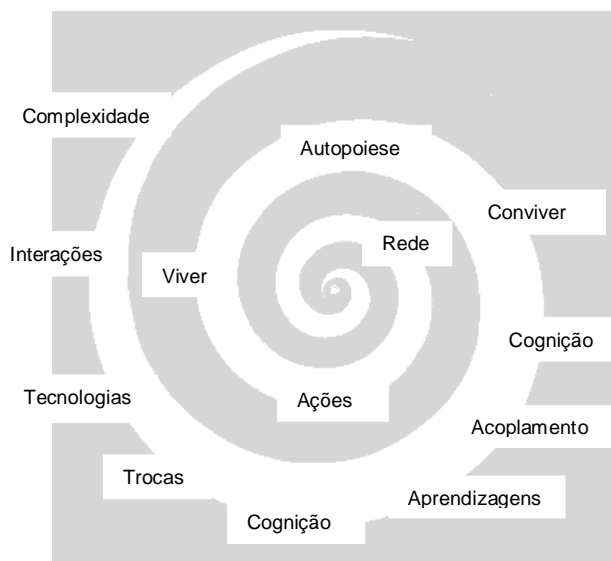 Complexidade
Autopoiese
Conviver
Rede
Interações
Viver
Cognição
Tecnologias
Ações
Acoplamento
Trocas
Aprendizagens
Cognição